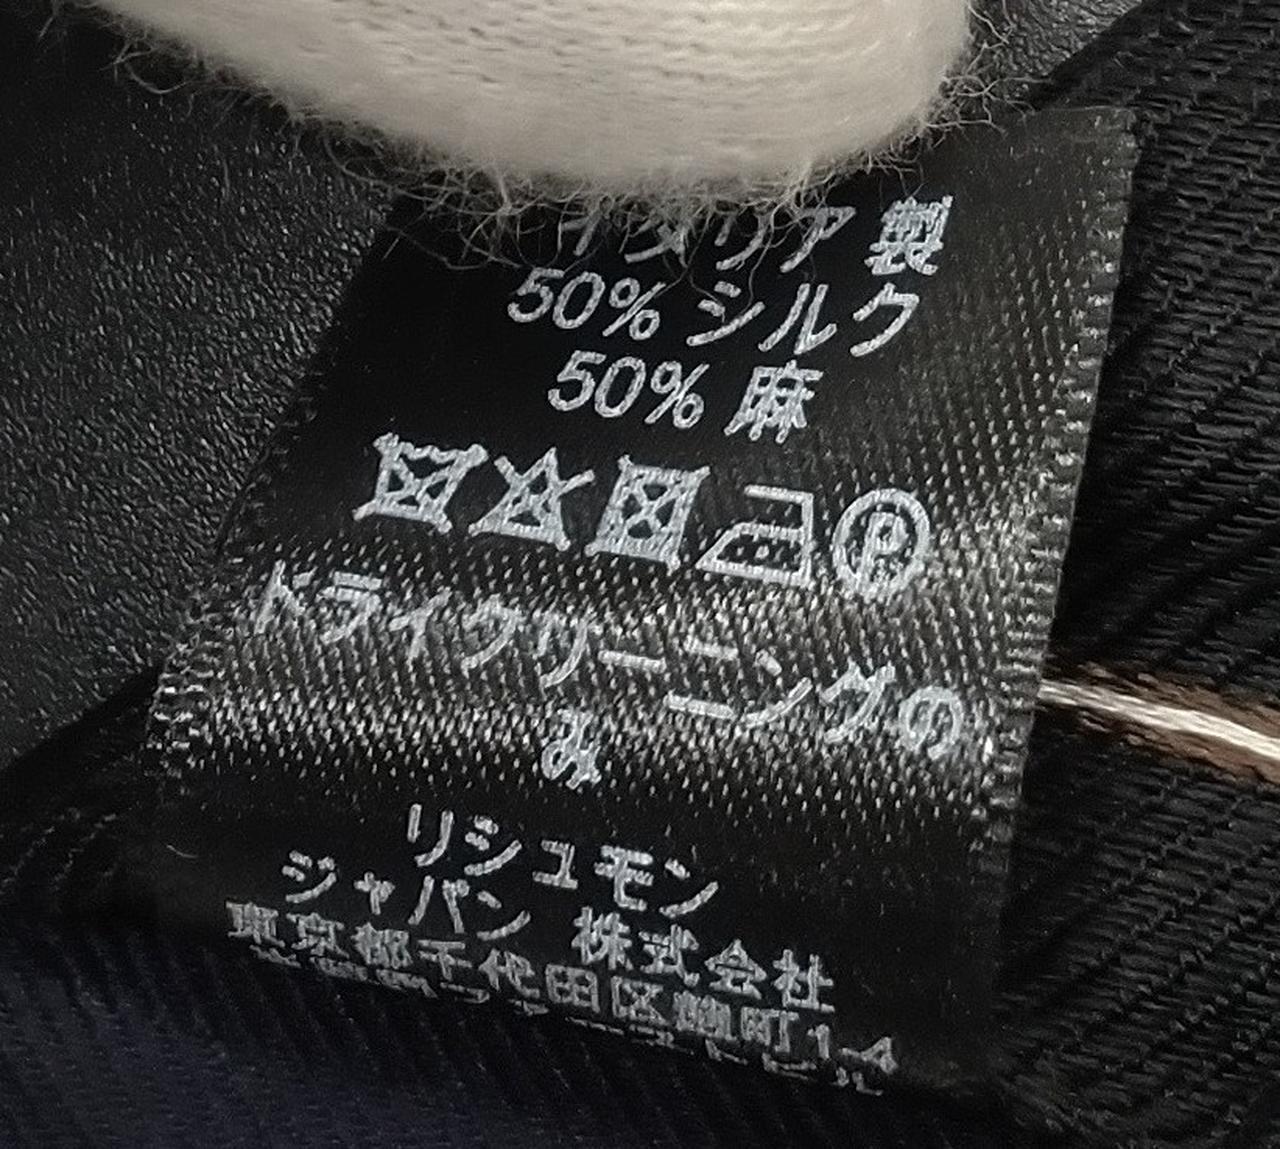 イタリア製
50% シルク
50% 麻
ドライクリーニングの
み
リシュモン
ジャパン 株式会社
東京都千代田区麹町1-4